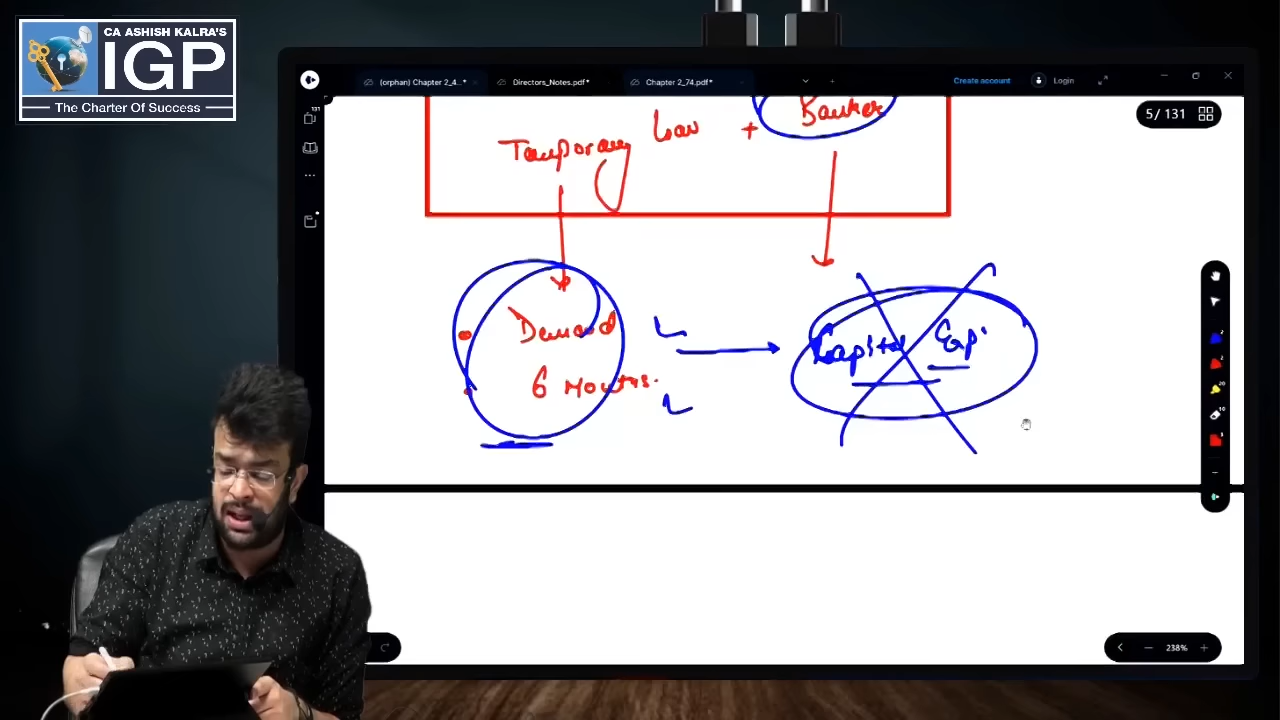 CA ASHISH KALRA'S
IGP
The Charter Of Success
(orphan) Chapter 2_4...*
Directors_Notes.pdf*
Chapter 2_74.pdf*
Create account
Login
131
5 / 131
Temporary Loan + Banker
Demand
6 Months.
Capital Exp.
238%